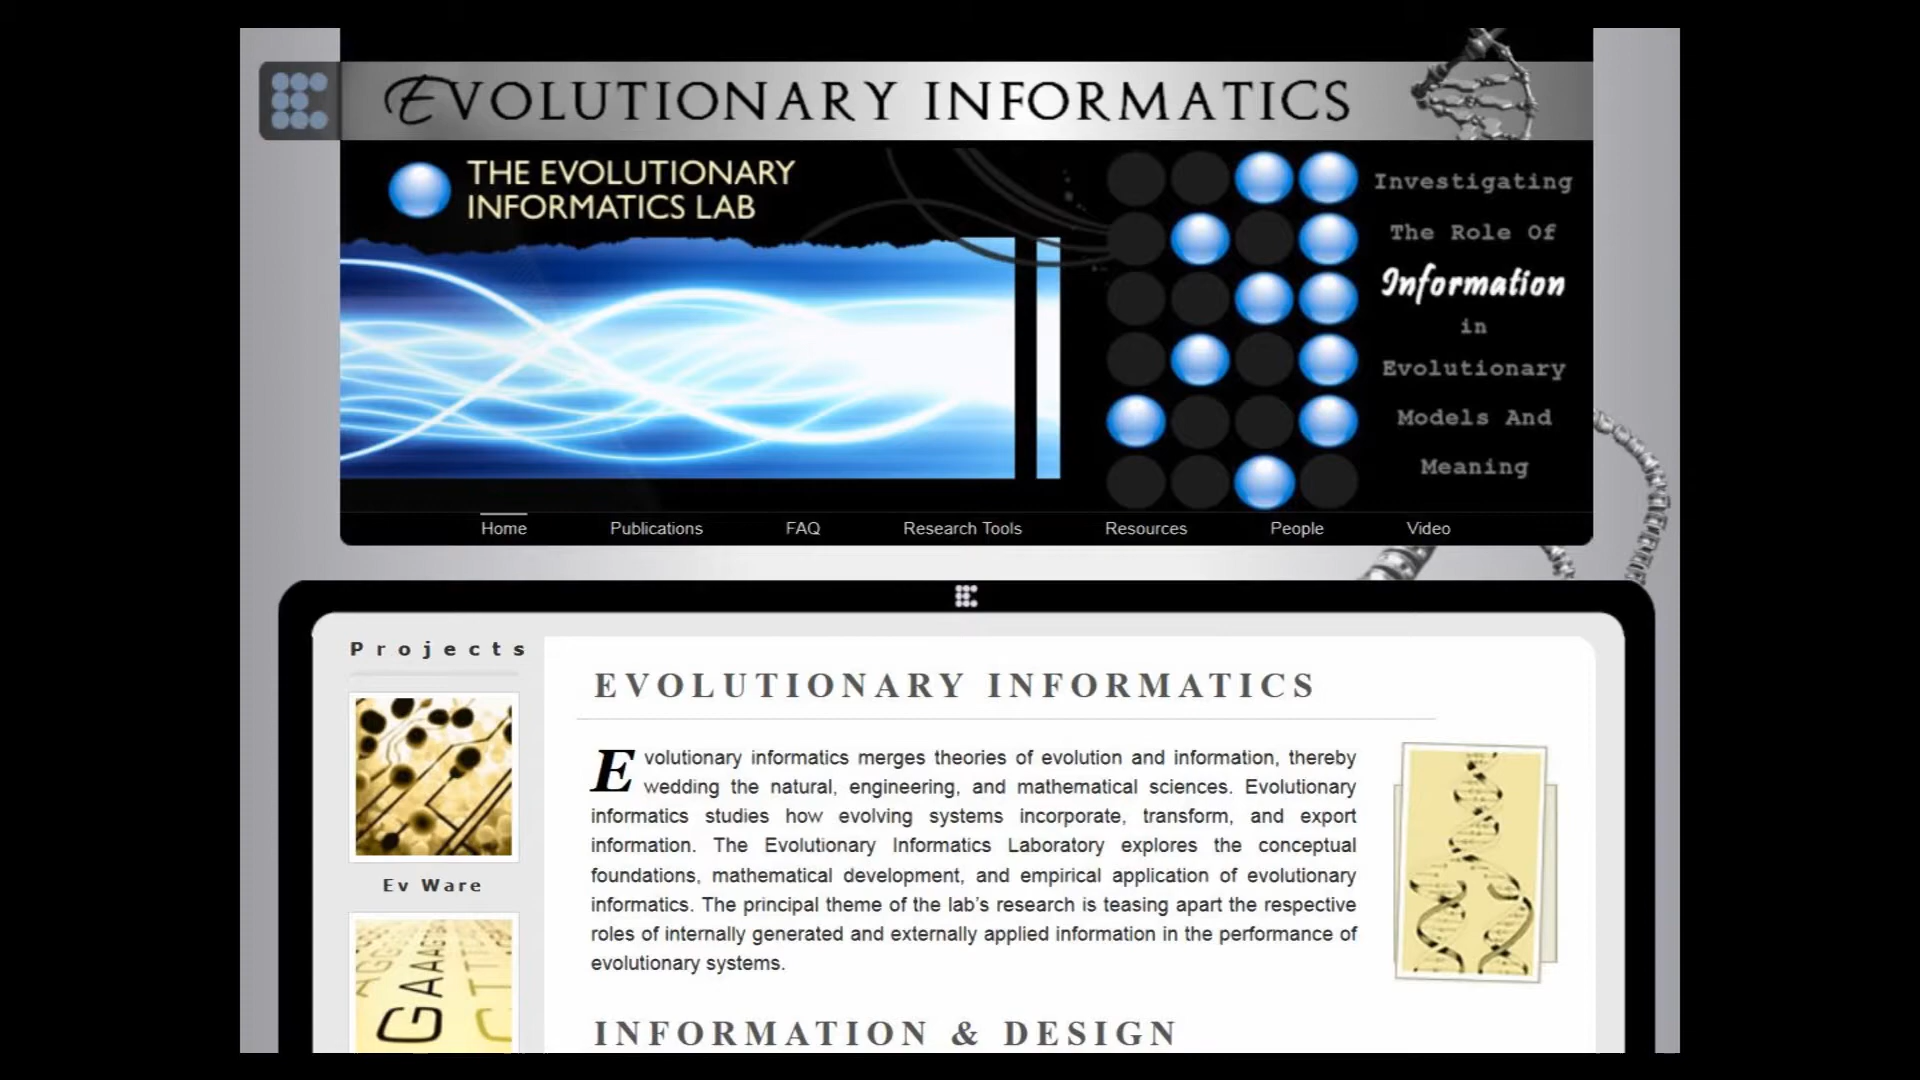 EVOLUTIONARY INFORMATICS
THE EVOLUTIONARY
INFORMATICS LAB
Investigating
The Role Of
Information
in
Evolutionary
Models And
Meaning
Home Publications FAQ Research Tools Resources People Video
Projects
Ev Ware
GAAA
EVOLUTIONARY INFORMATICS
Evolutionary informatics merges theories of evolution and information, thereby
wedding the natural, engineering, and mathematical sciences. Evolutionary
informatics studies how evolving systems incorporate, transform, and export
information. The Evolutionary Informatics Laboratory explores the conceptual
foundations, mathematical development, and empirical application of evolutionary
informatics. The principal theme of the lab’s research is teasing apart the respective
roles of internally generated and externally applied information in the performance of
evolutionary systems.
INFORMATION & DESIGN